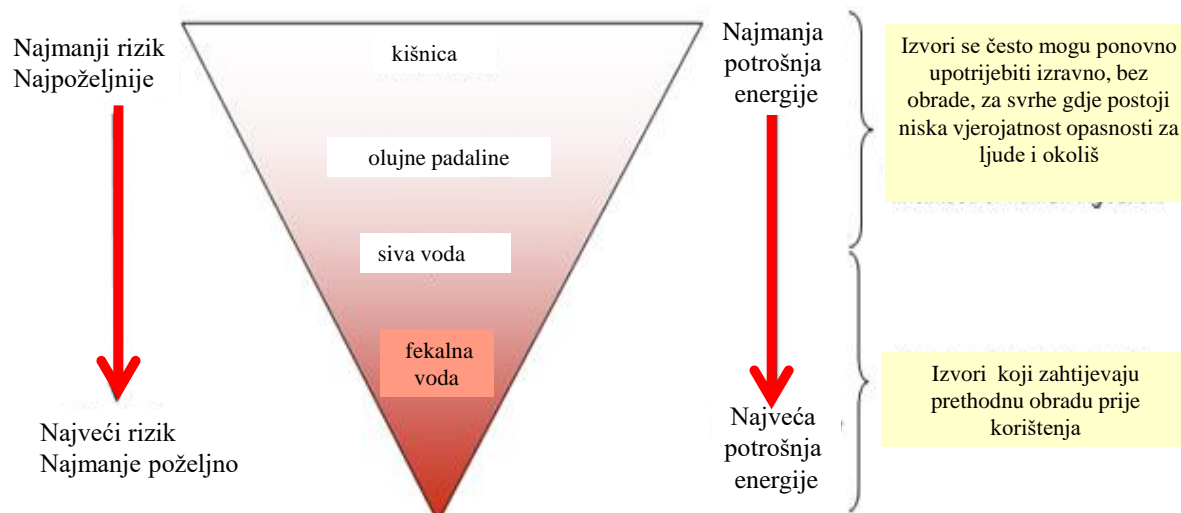 Najmanji rizik
Najpoželjnije
kišnica
olujne padaline
siva voda
fekalna
voda
Najveći rizik
Najmanje poželjno
Najmanja
potrošnja
energije
Najveća
potrošnja
energije
Izvori se često mogu ponovno
upotrijebiti izravno, bez
obrade, za svrhe gdje postoji
niska vjerojatnost opasnosti za
ljude i okoliš
Izvori koji zahtijevaju
prethodnu obradu prije
korištenja